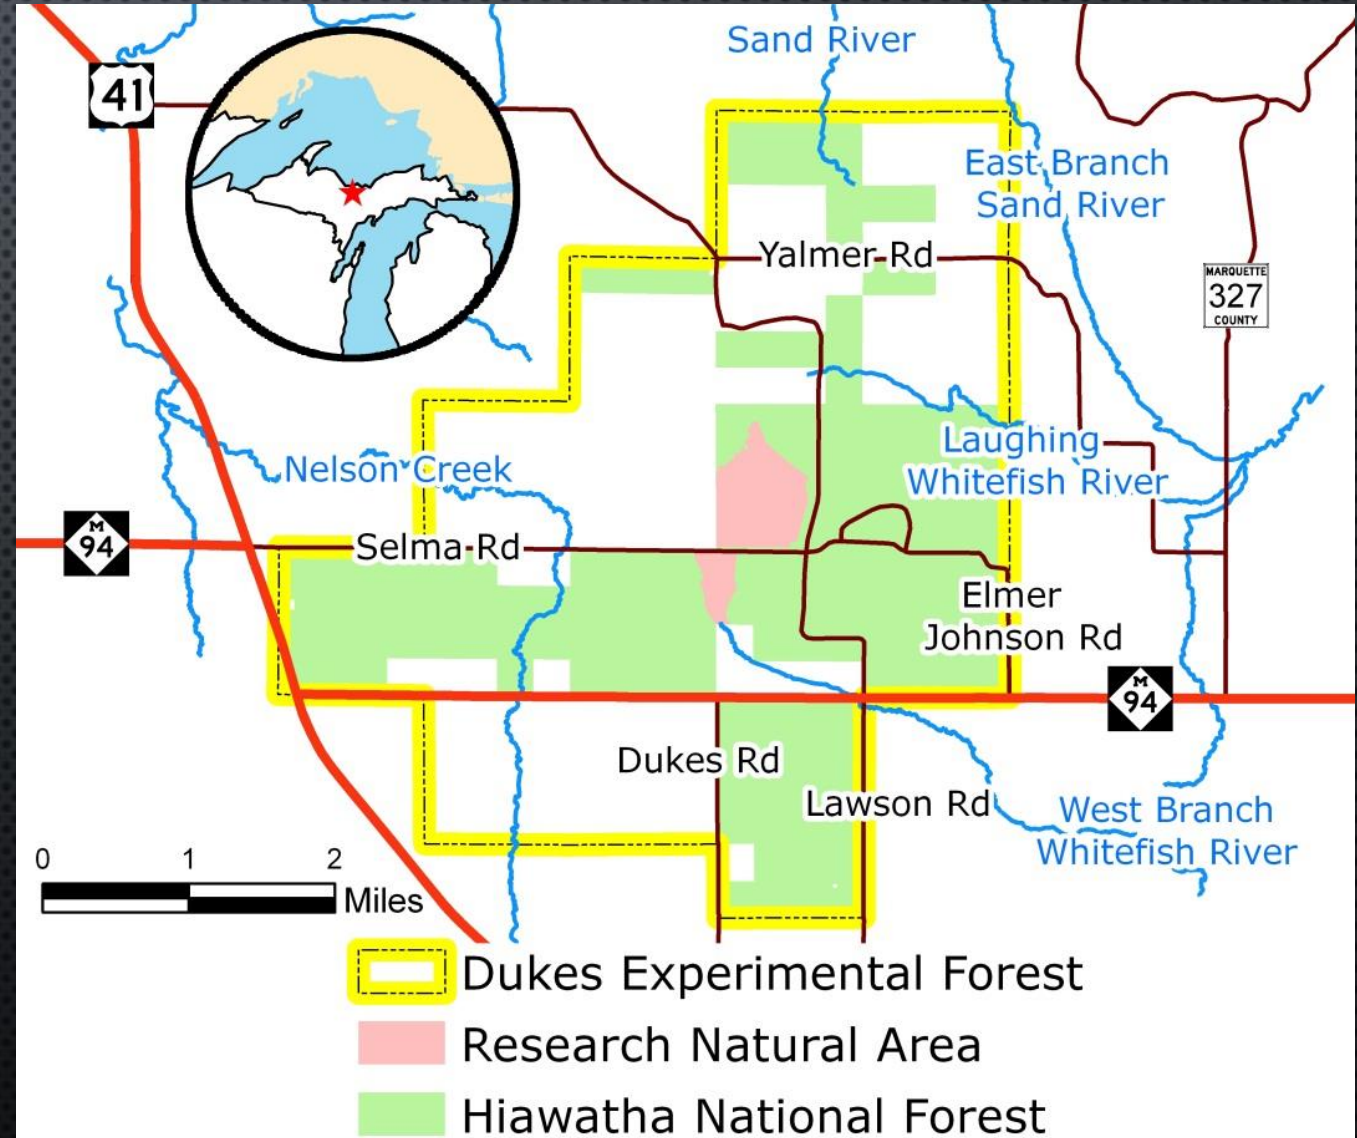 Sand River
41
East Branch
Sand River
Yalmer Rd
MARQUETTE
327
COUNTY
Laughing
Whitefish River
Nelson Creek
M
94
Selma Rd
Elmer
Johnson Rd
M
94
Dukes Rd
Lawson Rd
West Branch
Whitefish River
0 1 2
Miles
Dukes Experimental Forest
Research Natural Area
Hiawatha National Forest